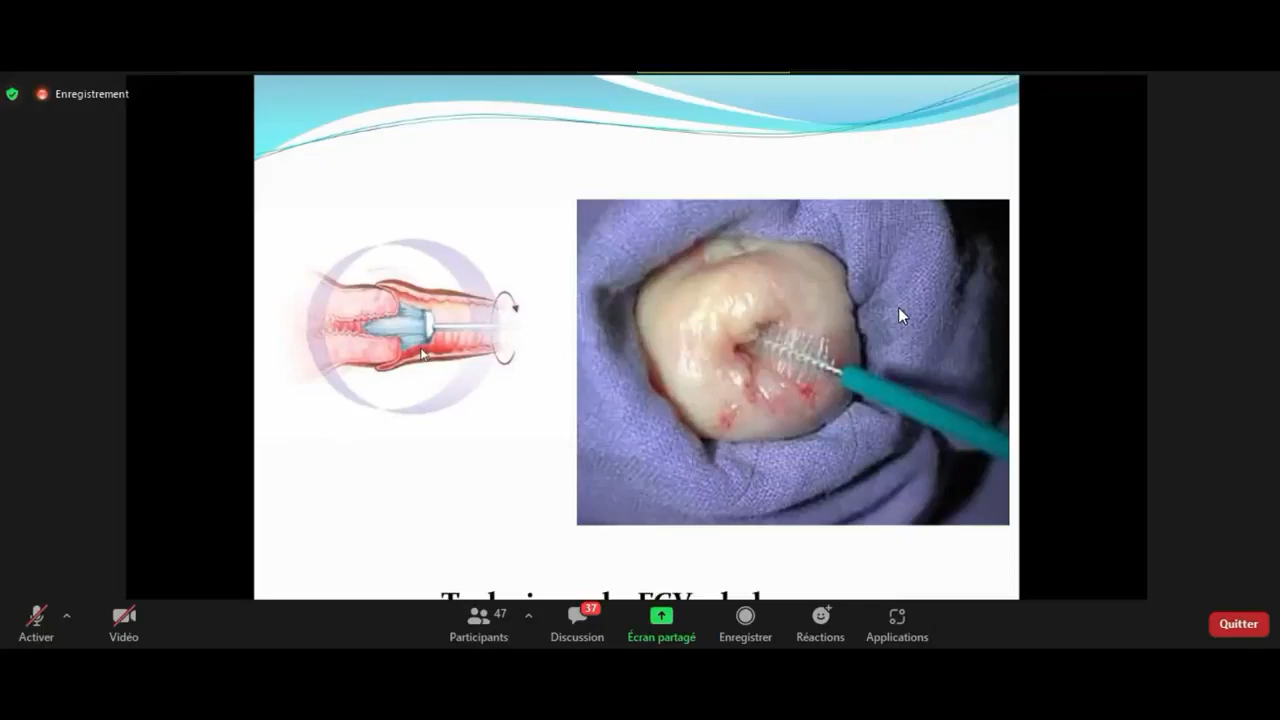 Enregistrement
47
37
Activer
Vidéo
Participants
Discussion
Écran partagé
Enregistrer
Réactions
Applications
Quitter